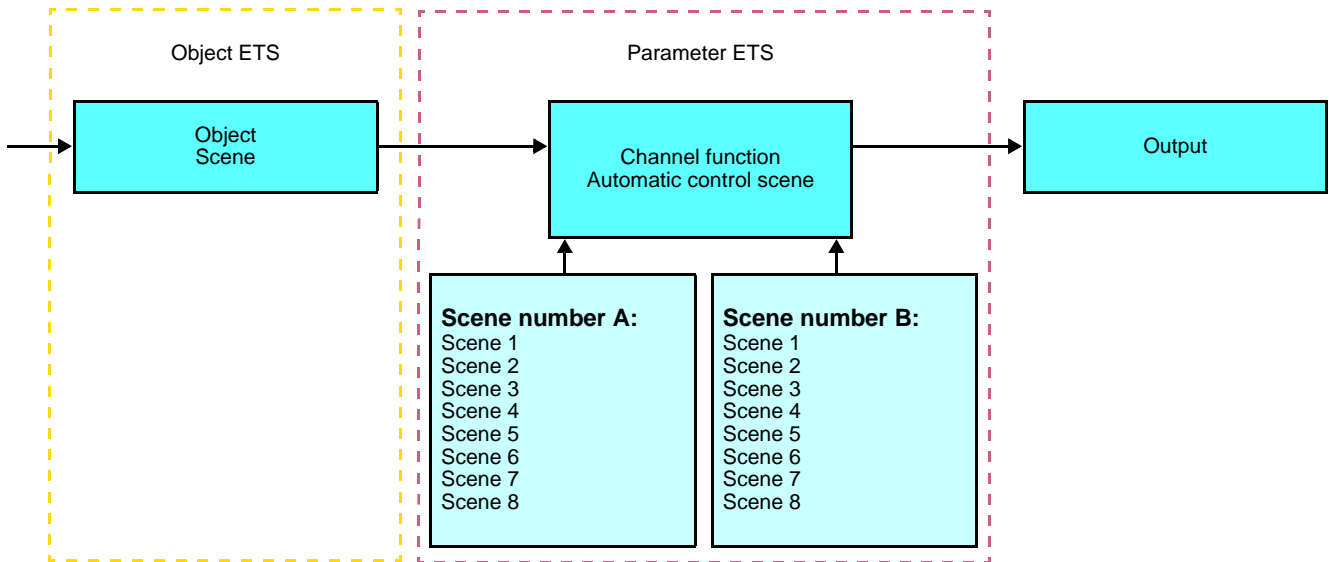 Object ETS
Parameter ETS
Object
Scene
Channel function
Automatic control scene
Output
Scene number A:
Scene 1
Scene 2
Scene 3
Scene 4
Scene 5
Scene 6
Scene 7
Scene 8
Scene number B:
Scene 1
Scene 2
Scene 3
Scene 4
Scene 5
Scene 6
Scene 7
Scene 8